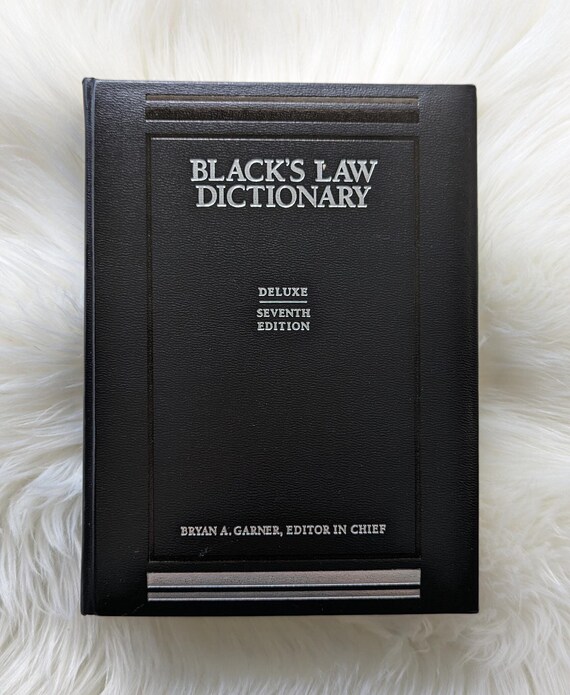 BLACK'S LAW
DICTIONARY
DELUXE
SEVENTH
EDITION
BRYAN A. GARNER, EDITOR IN CHIEF